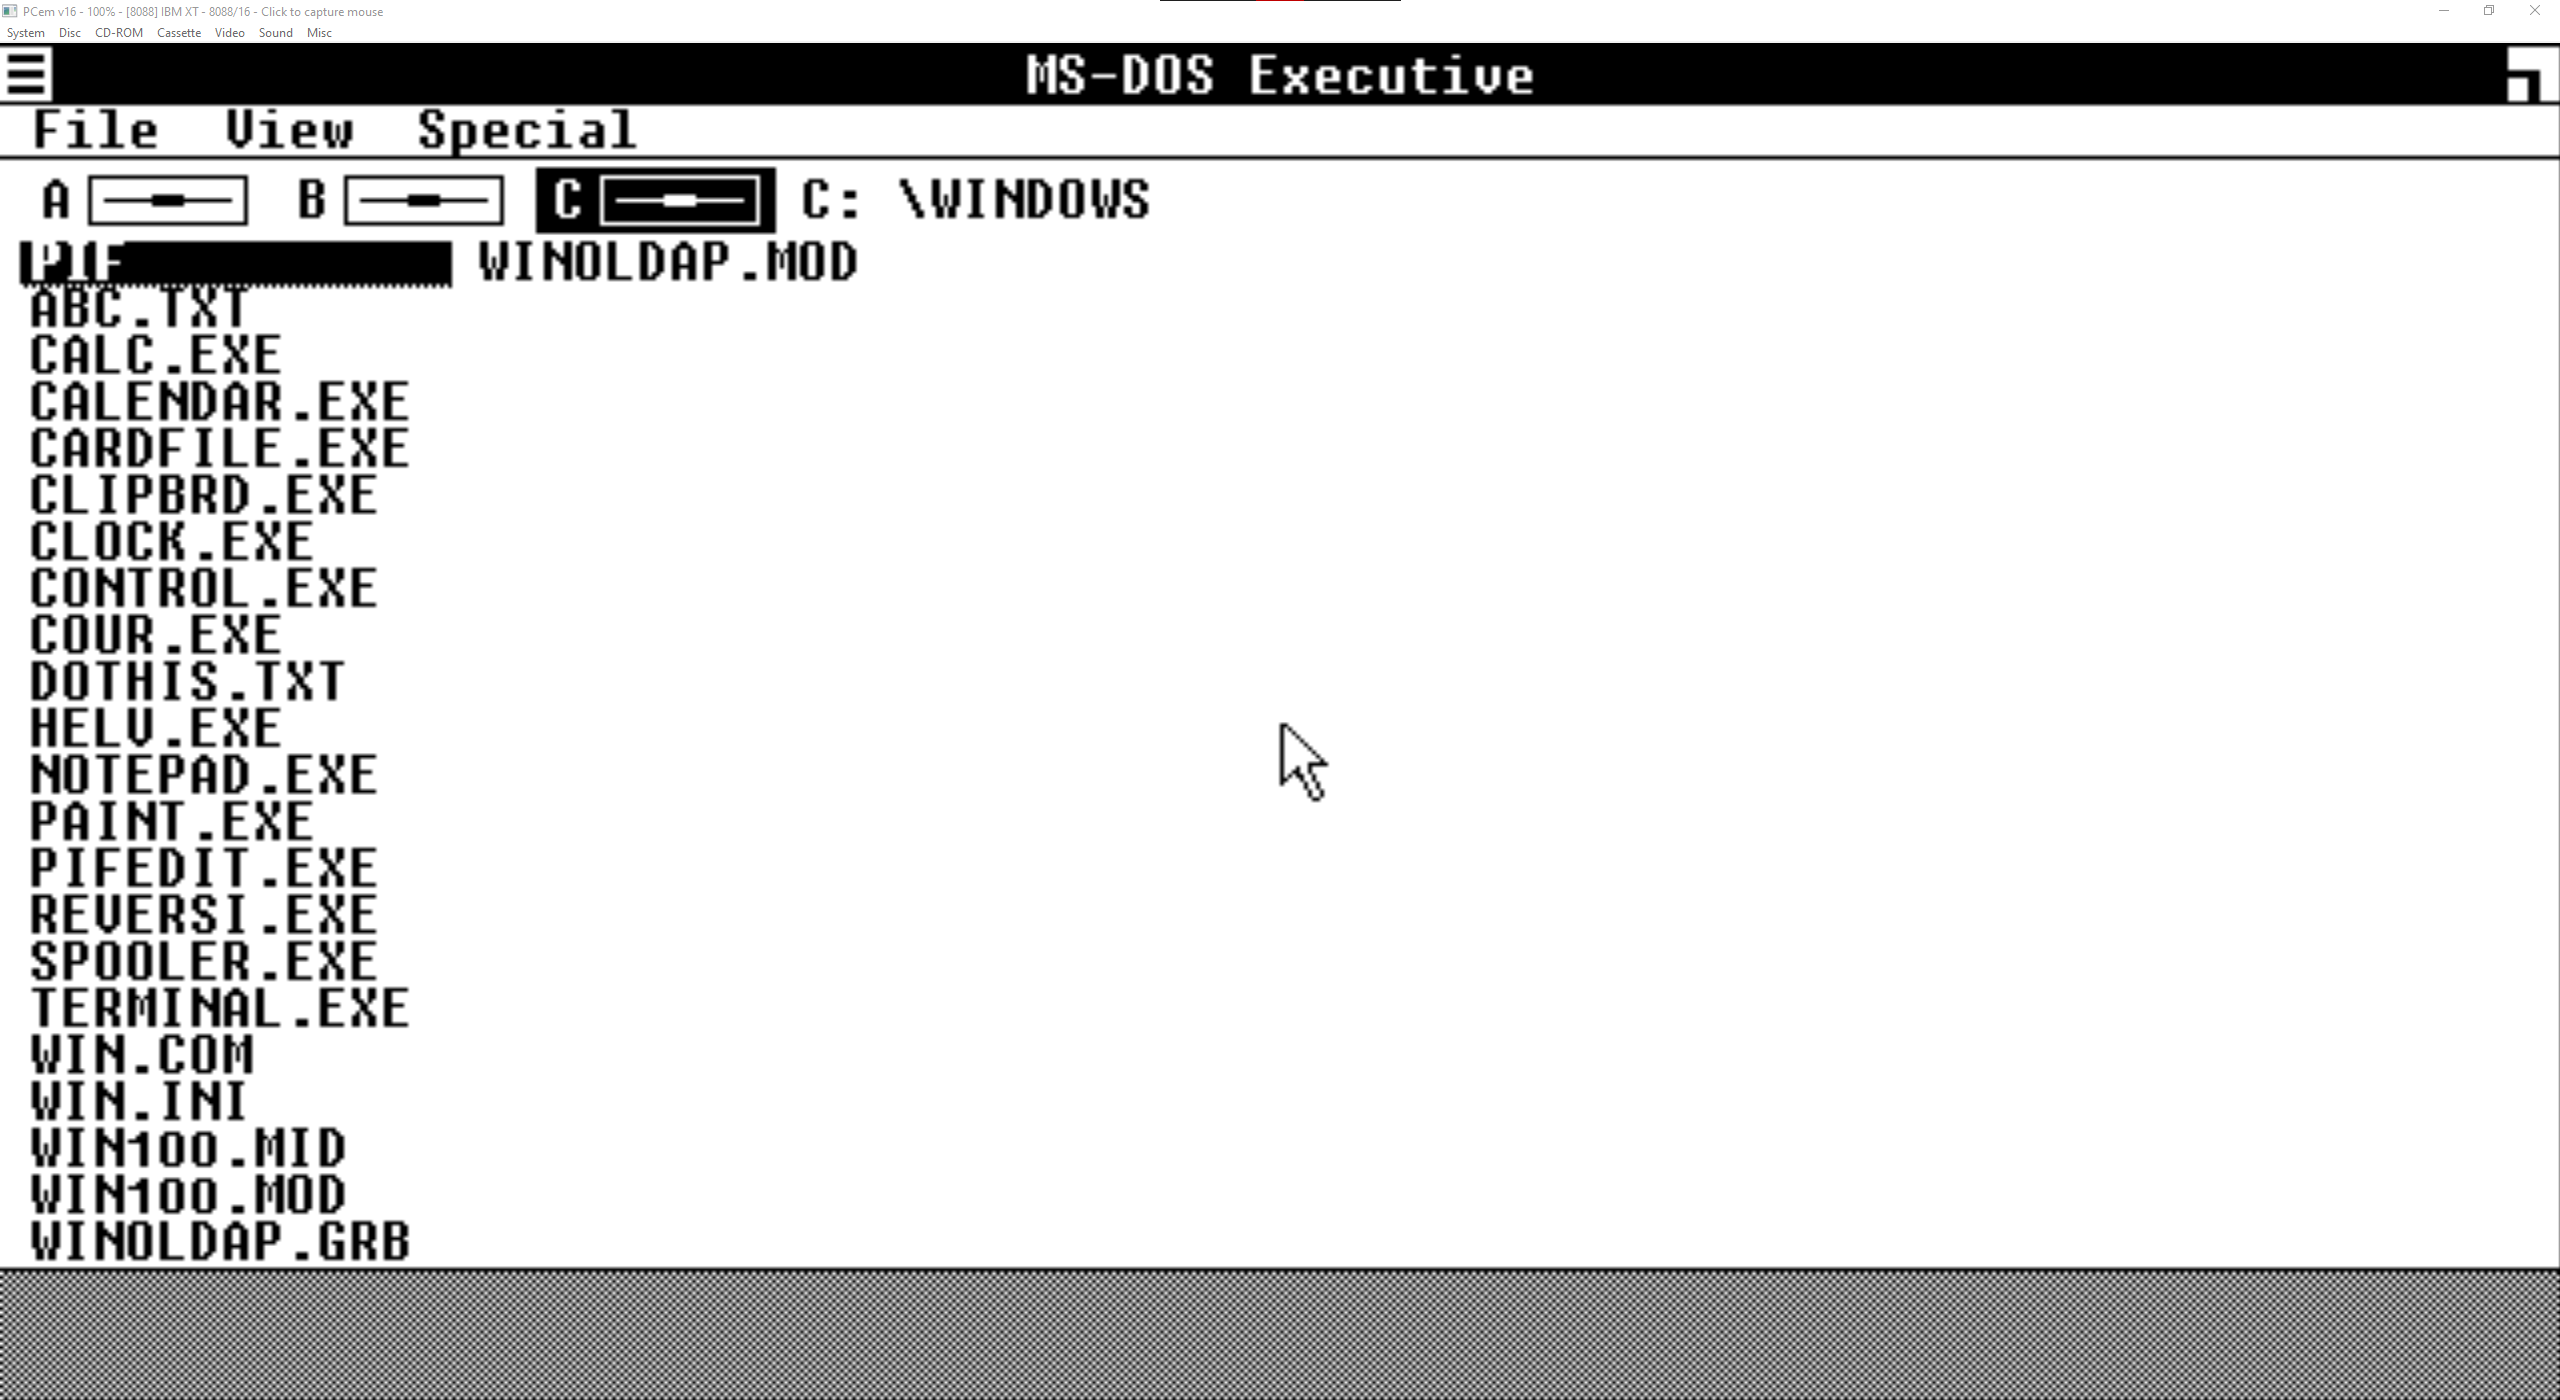 PCem v16 - 100% - [8088] IBM XT - 8088/16 - Click to capture mouse
System Disc CD-ROM Cassette Video Sound Misc
MS-DOS Executive
File View Special
A B C C: \WINDOWS
PIF WINOLDAP.MOD
ABC.TXT
CALC.EXE
CALENDAR.EXE
CARDFILE.EXE
CLIPBRD.EXE
CLOCK.EXE
CONTROL.EXE
COUR.EXE
DOTHIS.TXT
HELV.EXE
NOTEPAD.EXE
PAINT.EXE
PIFEDIT.EXE
REVERSI.EXE
SPOOLER.EXE
TERMINAL.EXE
WIN.COM
WIN.INI
WIN100.MID
WIN100.MOD
WINOLDAP.GRB